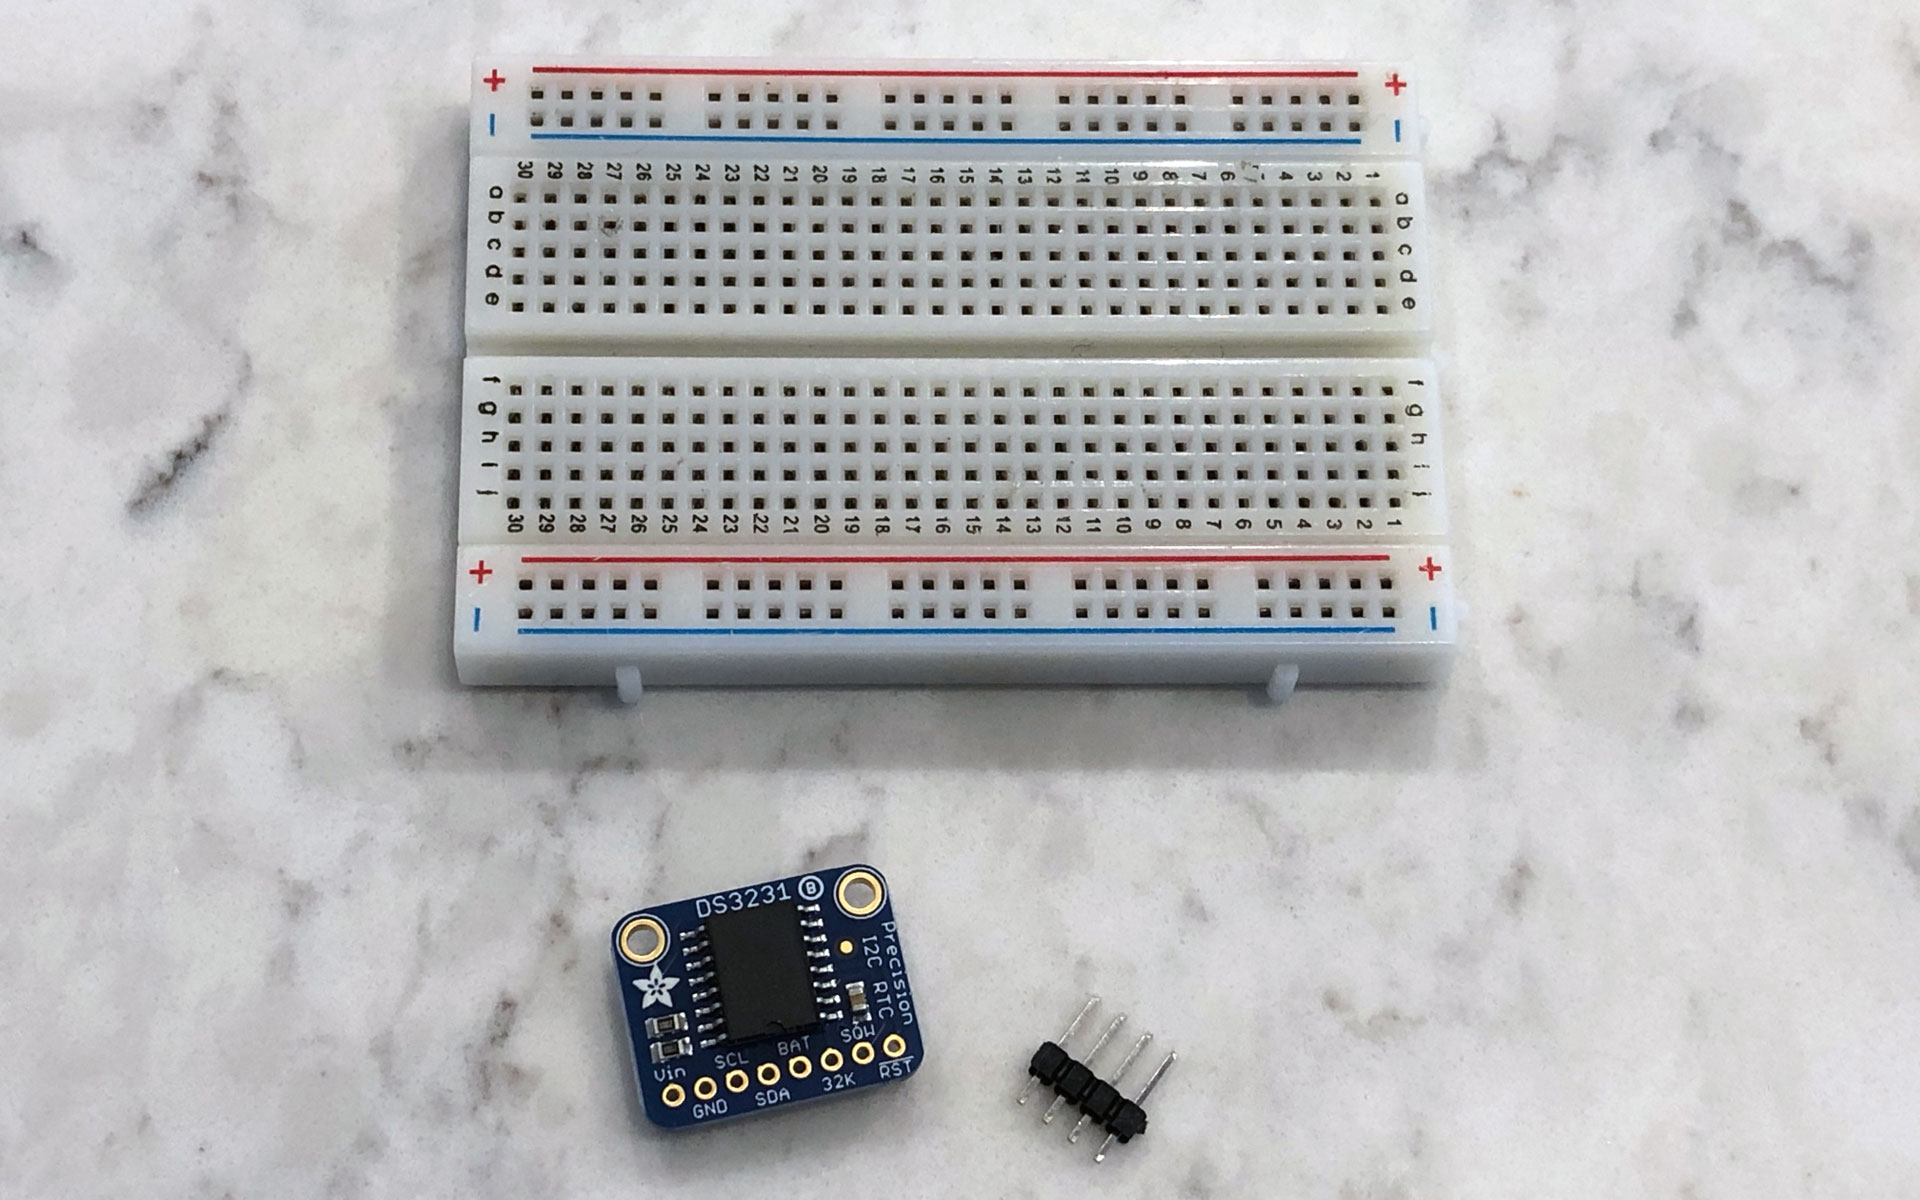 + +
- -
30 29 28 27 26 25 24 23 22 21 20 19 18 17 16 15 14 13 12 11 10 9 8 7 6 4 3 2 1
a a
b b
c c
d d
e e
f f
g g
h h
i i
j j
30 29 28 27 26 25 24 23 22 21 20 19 18 17 16 15 14 13 12 11 10 9 8 7 6 5 4 3 2 1
+ +
- -
DS3231 B
Precision
I2C RTC
Vin
GND
SCL
SDA
BAT
32K
SQW
RST